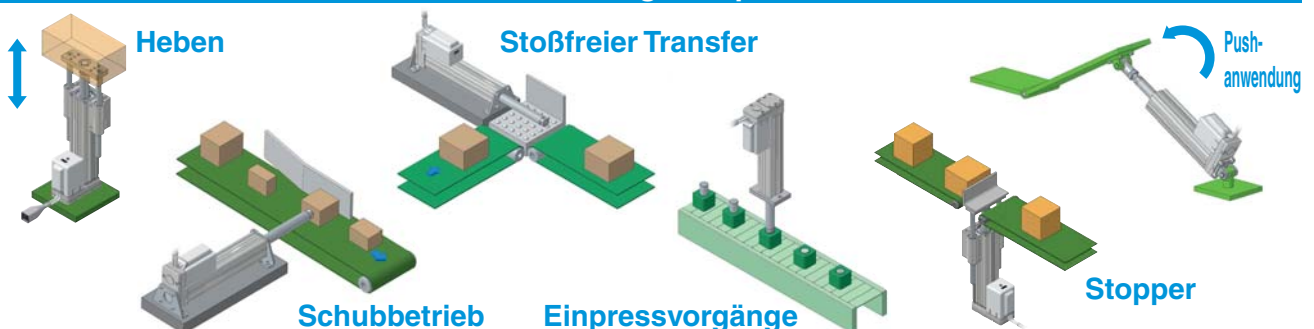 Heben
Stoßfreier Transfer
Push-
anwendung
Stopper
Schubbetrieb
Einpressvorgänge